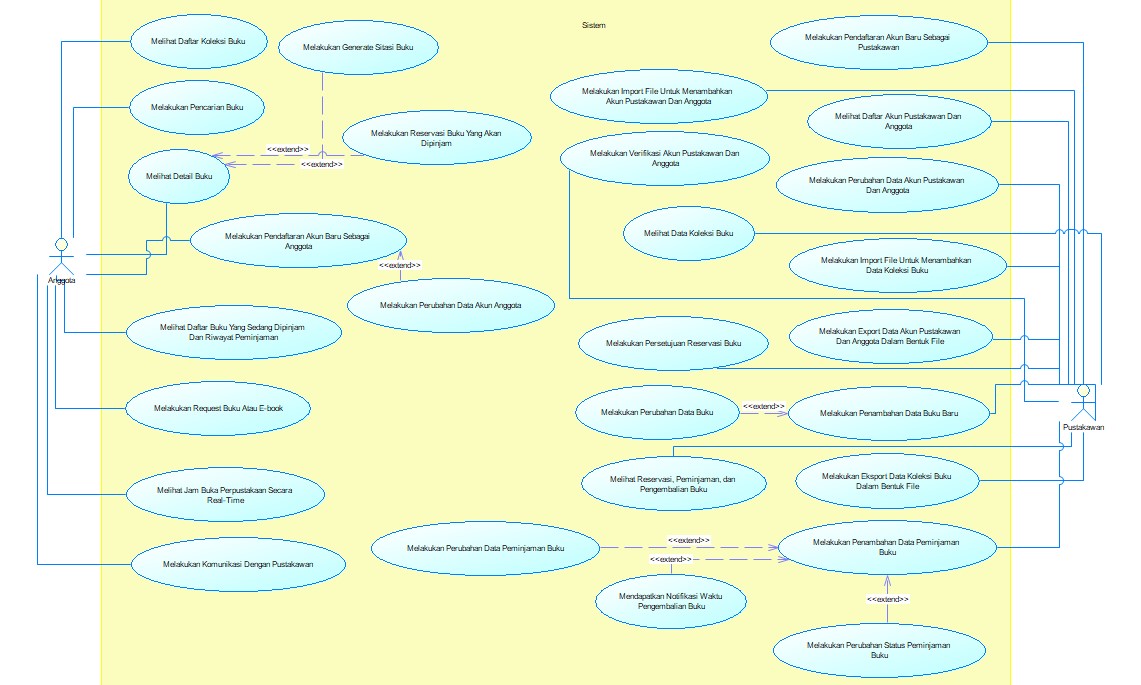 Sistem
Melihat Daftar Koleksi Buku
Melakukan Generate Sitasi Buku
Melakukan Pencarian Buku
Melakukan Reservasi Buku Yang Akan
Dipinjam
<<extend>>
<<extend>>
Melihat Detail Buku
Melakukan Pendaftaran Akun Baru Sebagai
Anggota
<<extend>>
Anggota
Melakukan Perubahan Data Akun Anggota
Melihat Daftar Buku Yang Sedang Dipinjam
Dan Riwayat Peminjaman
Melakukan Request Buku Atau E-book
Melihat Jam Buka Perpustakaan Secara
Real-Time
Melakukan Komunikasi Dengan Pustakawan
Melakukan Pendaftaran Akun Baru Sebagai
Pustakawan
Melakukan Import File Untuk Menambahkan
Akun Pustakawan Dan Anggota
Melihat Daftar Akun Pustakawan Dan
Anggota
Melakukan Verifikasi Akun Pustakawan Dan
Anggota
Melakukan Perubahan Data Akun Pustakawan
Dan Anggota
Melihat Data Koleksi Buku
Melakukan Import File Untuk Menambahkan
Data Koleksi Buku
Melakukan Persetujuan Reservasi Buku
Melakukan Export Data Akun Pustakawan
Dan Anggota Dalam Bentuk File
Melakukan Perubahan Data Buku
<<extend>>
Melakukan Penambahan Data Buku Baru
Pustakawan
Melihat Reservasi, Peminjaman, dan
Pengembalian Buku
Melakukan Eksport Data Koleksi Buku
Dalam Bentuk File
Melakukan Perubahan Data Peminjaman Buku
<<extend>>
<<extend>>
Melakukan Penambahan Data Peminjaman
Buku
Mendapatkan Notifikasi Waktu
Pengembalian Buku
<<extend>>
Melakukan Perubahan Status Peminjaman
Buku